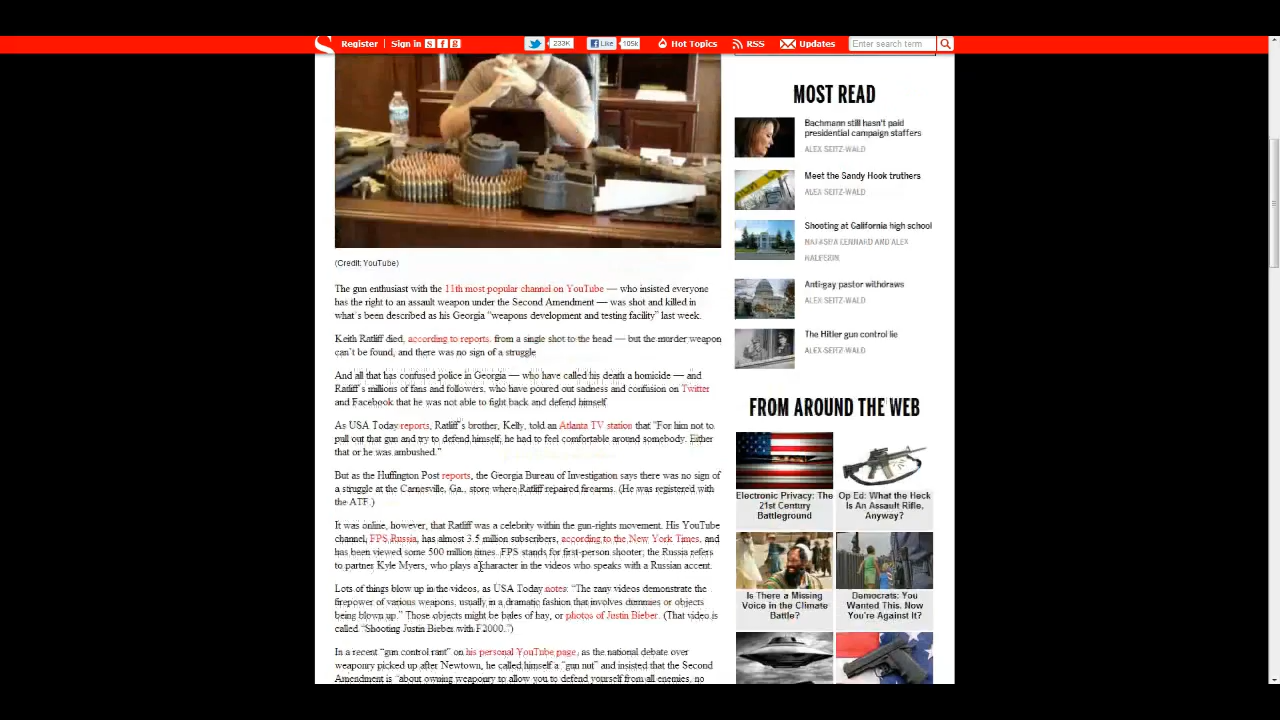 Register | Sign in
233K
Like 105k
Hot Topics
RSS
Updates
Enter search term
(Credit: YouTube)
The gun enthusiast with the 11th most popular channel on YouTube — who insisted everyone
has the right to an assault weapon under the Second Amendment — was shot and killed in
what's been described as his Georgia “weapons development and testing facility” last week.
Keith Ratliff died, according to reports, from a single shot to the head — but the murder weapon
can't be found, and there was no sign of a struggle
And all that has confused police in Georgia — who have called his death a homicide — and
Ratliff's millions of fans and followers, who have poured out sadness and confusion on Twitter
and Facebook that he was not able to fight back and defend himself.
As USA Today reports, Ratliff's brother, Kelly, told an Atlanta TV station that “For him not to
pull out that gun and try to defend himself, he had to feel comfortable around somebody. Either
that or he was ambushed.”
But as the Huffington Post reports, the Georgia Bureau of Investigation says there was no sign of
a struggle at the Carnesville, Ga., store where Ratliff repaired firearms. (He was registered with
the ATF.)
It was online, however, that Ratliff was a celebrity within the gun-rights movement. His YouTube
channel, FPS Russia, has almost 3.5 million subscribers, according to the New York Times, and
has been viewed some 500 million times. FPS stands for first-person shooter; the Russia refers
to partner Kyle Myers, who plays a character in the videos who speaks with a Russian accent.
Lots of things blow up in the videos, as USA Today notes: “The zany videos demonstrate the
firepower of various weapons, usually in a dramatic fashion that involves dummies or objects
being blown up.” Those objects might be bales of hay, or photos of Justin Bieber. (That video is
called “Shooting Justin Bieber with F2000.”)
In a recent “gun control rant” on his personal YouTube page, as the national debate over
weaponry picked up after Newtown, he called himself a “gun nut” and insisted that the Second
Amendment is “about owning weaponry to allow you to defend yourself from all enemies, no
MOST READ
Bachmann still hasn't paid
presidential campaign staffers
ALEX SEITZ-WALD
Meet the Sandy Hook truthers
ALEX SEITZ-WALD
Shooting at California high school
NATASHA LENNARD AND ALEX
HALPERIN
Anti-gay pastor withdraws
ALEX SEITZ-WALD
The Hitler gun control lie
ALEX SEITZ-WALD
FROM AROUND THE WEB
Electronic Privacy: The
21st Century
Battleground
Op Ed: What the Heck
Is An Assault Rifle,
Anyway?
Is There a Missing
Voice in the Climate
Battle?
Democrats: You
Wanted This. Now
You're Against It?